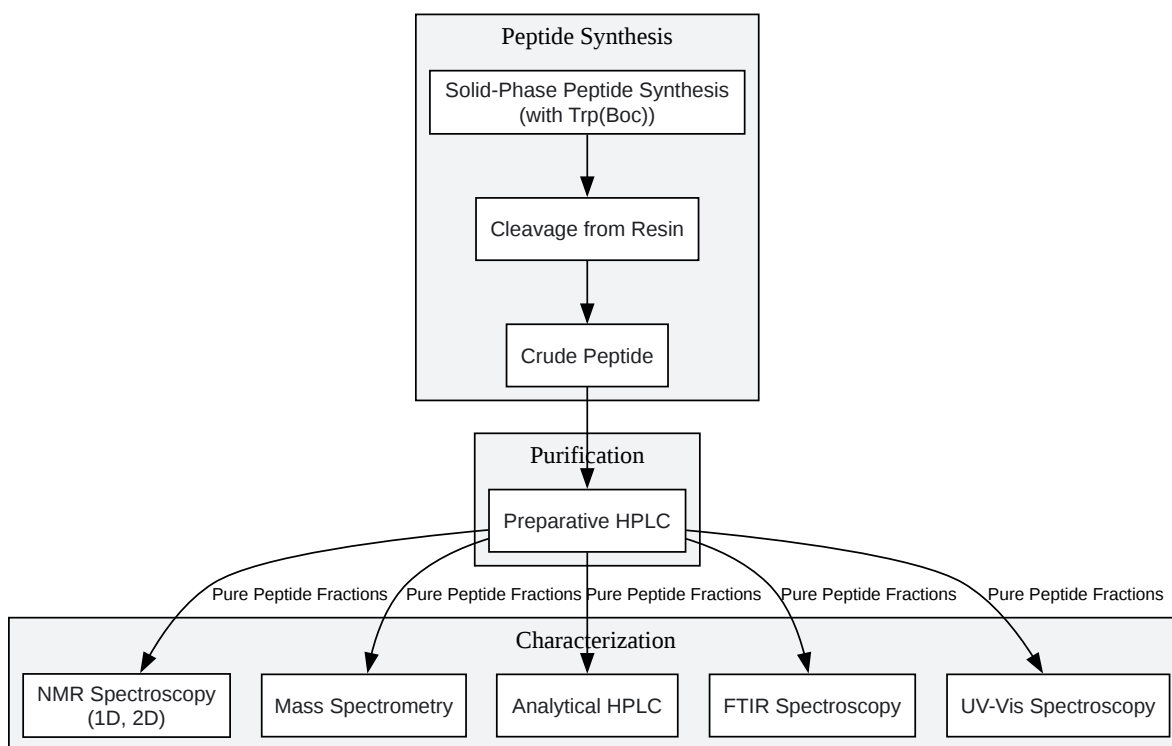 Peptide Synthesis
Solid-Phase Peptide Synthesis
(with Trp(Boc))
Cleavage from Resin
Crude Peptide
Purification
Preparative HPLC
Pure Peptide Fractions
Pure Peptide Fractions
Pure Peptide Fractions
Pure Peptide Fractions
Pure Peptide Fractions
Characterization
NMR Spectroscopy
(1D, 2D)
Mass Spectrometry
Analytical HPLC
FTIR Spectroscopy
UV-Vis Spectroscopy